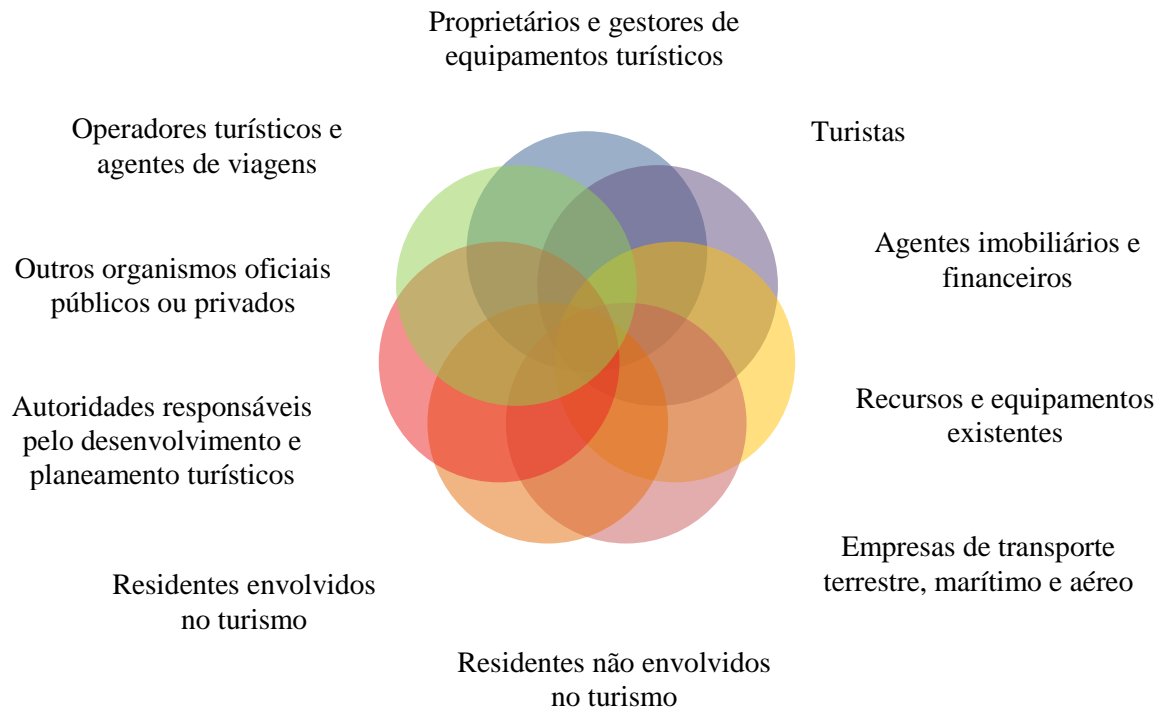 Proprietários e gestores de
equipamentos turísticos
Turistas
Agentes imobiliários e
financeiros
Recursos e equipamentos
existentes
Empresas de transporte
terrestre, marítimo e aéreo
Residentes não envolvidos
no turismo
Residentes envolvidos
no turismo
Autoridades responsáveis
pelo desenvolvimento e
planeamento turísticos
Outros organismos oficiais
públicos ou privados
Operadores turísticos e
agentes de viagens